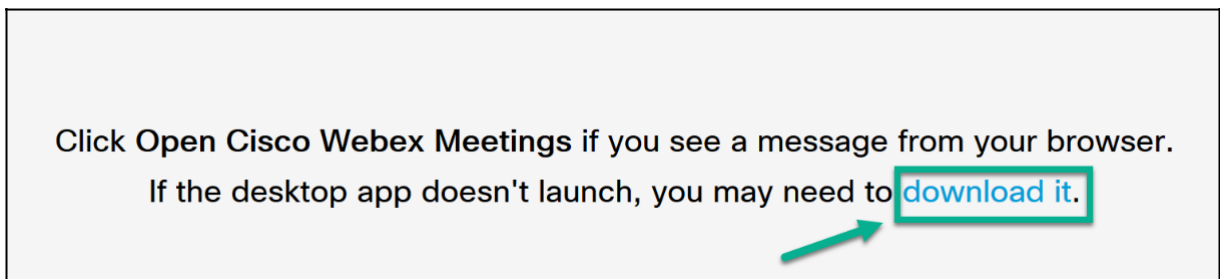 Click Open Cisco Webex Meetings if you see a message from your browser.
If the desktop app doesn't launch, you may need to download it.